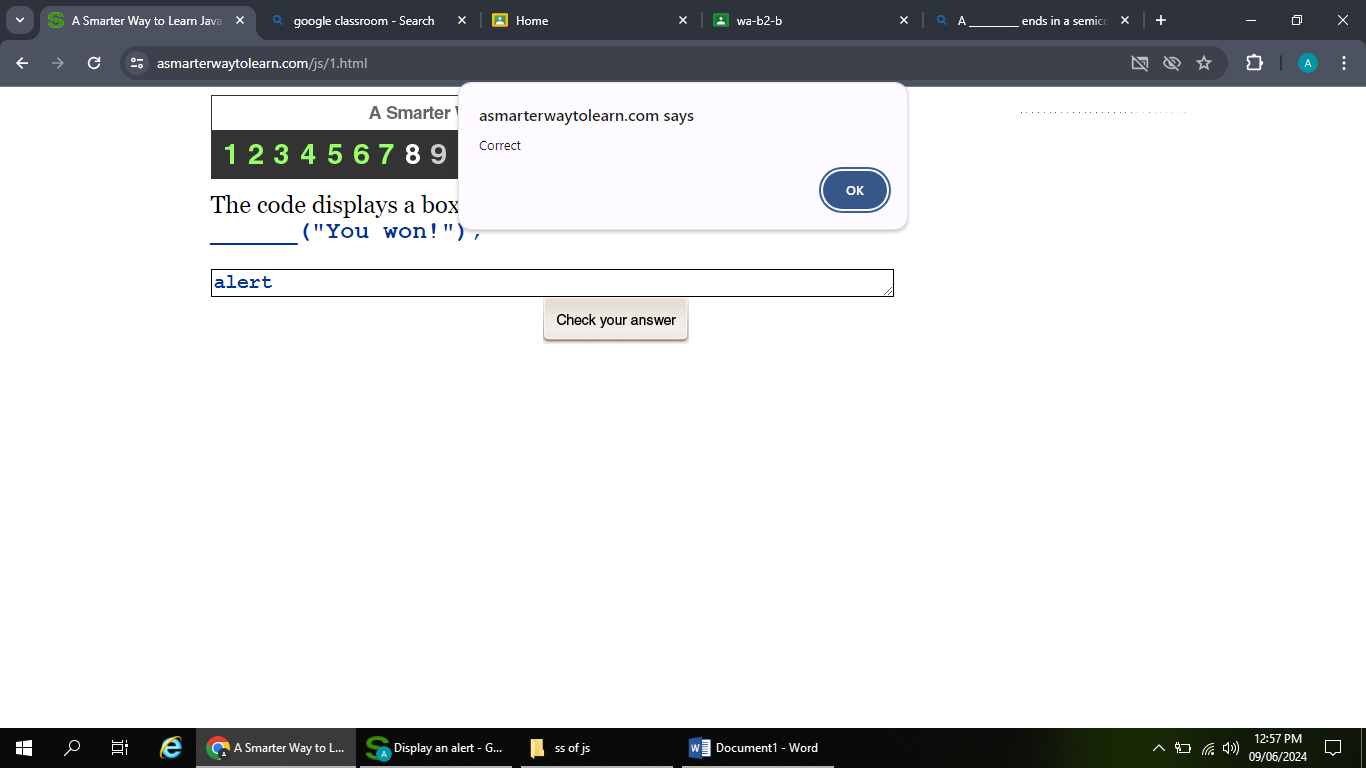 A Smarter Way to Learn Java
google classroom - Search
Home
wa-b2-b
A ________ ends in a semico
asmarterwaytolearn.com/js/1.html
A
A Smarter
1 2 3 4 5 6 7 8 9
asmarterwaytolearn.com says
Correct
OK
The code displays a box
______("You won!");
alert
Check your answer
A Smarter Way to L...
Display an alert - G...
ss of js
Document1 - Word
12:57 PM
09/06/2024